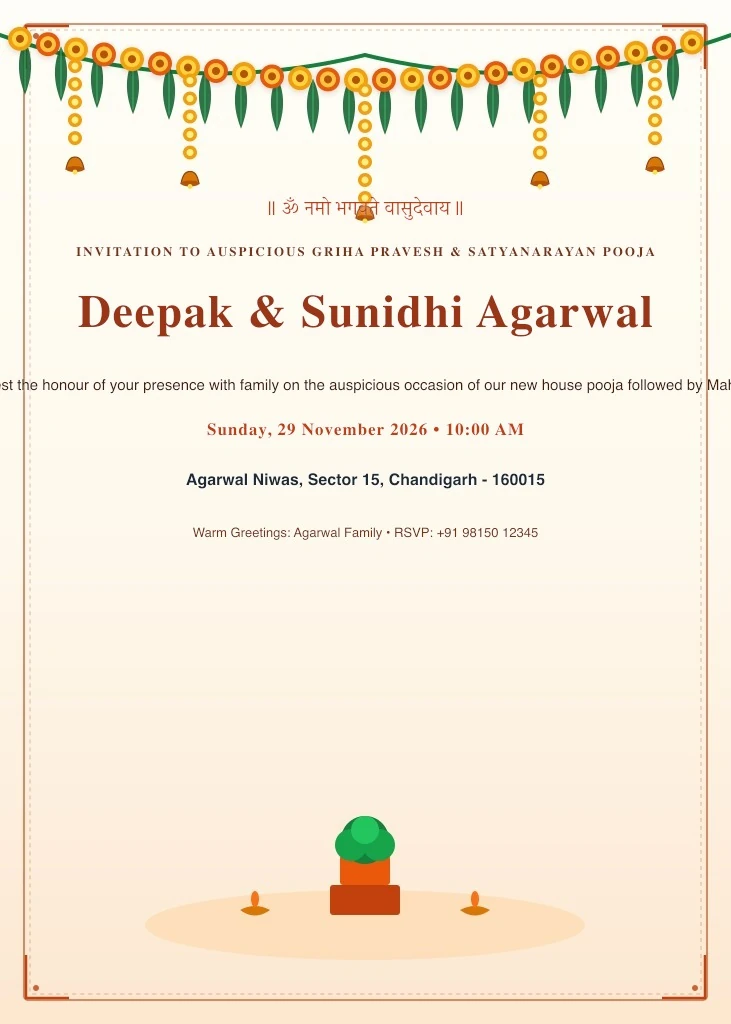 ॥ ॐ नमो भगवते वासुदेवाय ॥
INVITATION TO AUSPICIOUS GRIHA PRAVESH & SATYANARAYAN POOJA
Deepak & Sunidhi Agarwal
the honour of your presence with family on the auspicious occasion of our new house pooja followed by
Sunday, 29 November 2026 • 10:00 AM
Agarwal Niwas, Sector 15, Chandigarh - 160015
Warm Greetings: Agarwal Family • RSVP: +91 98150 12345